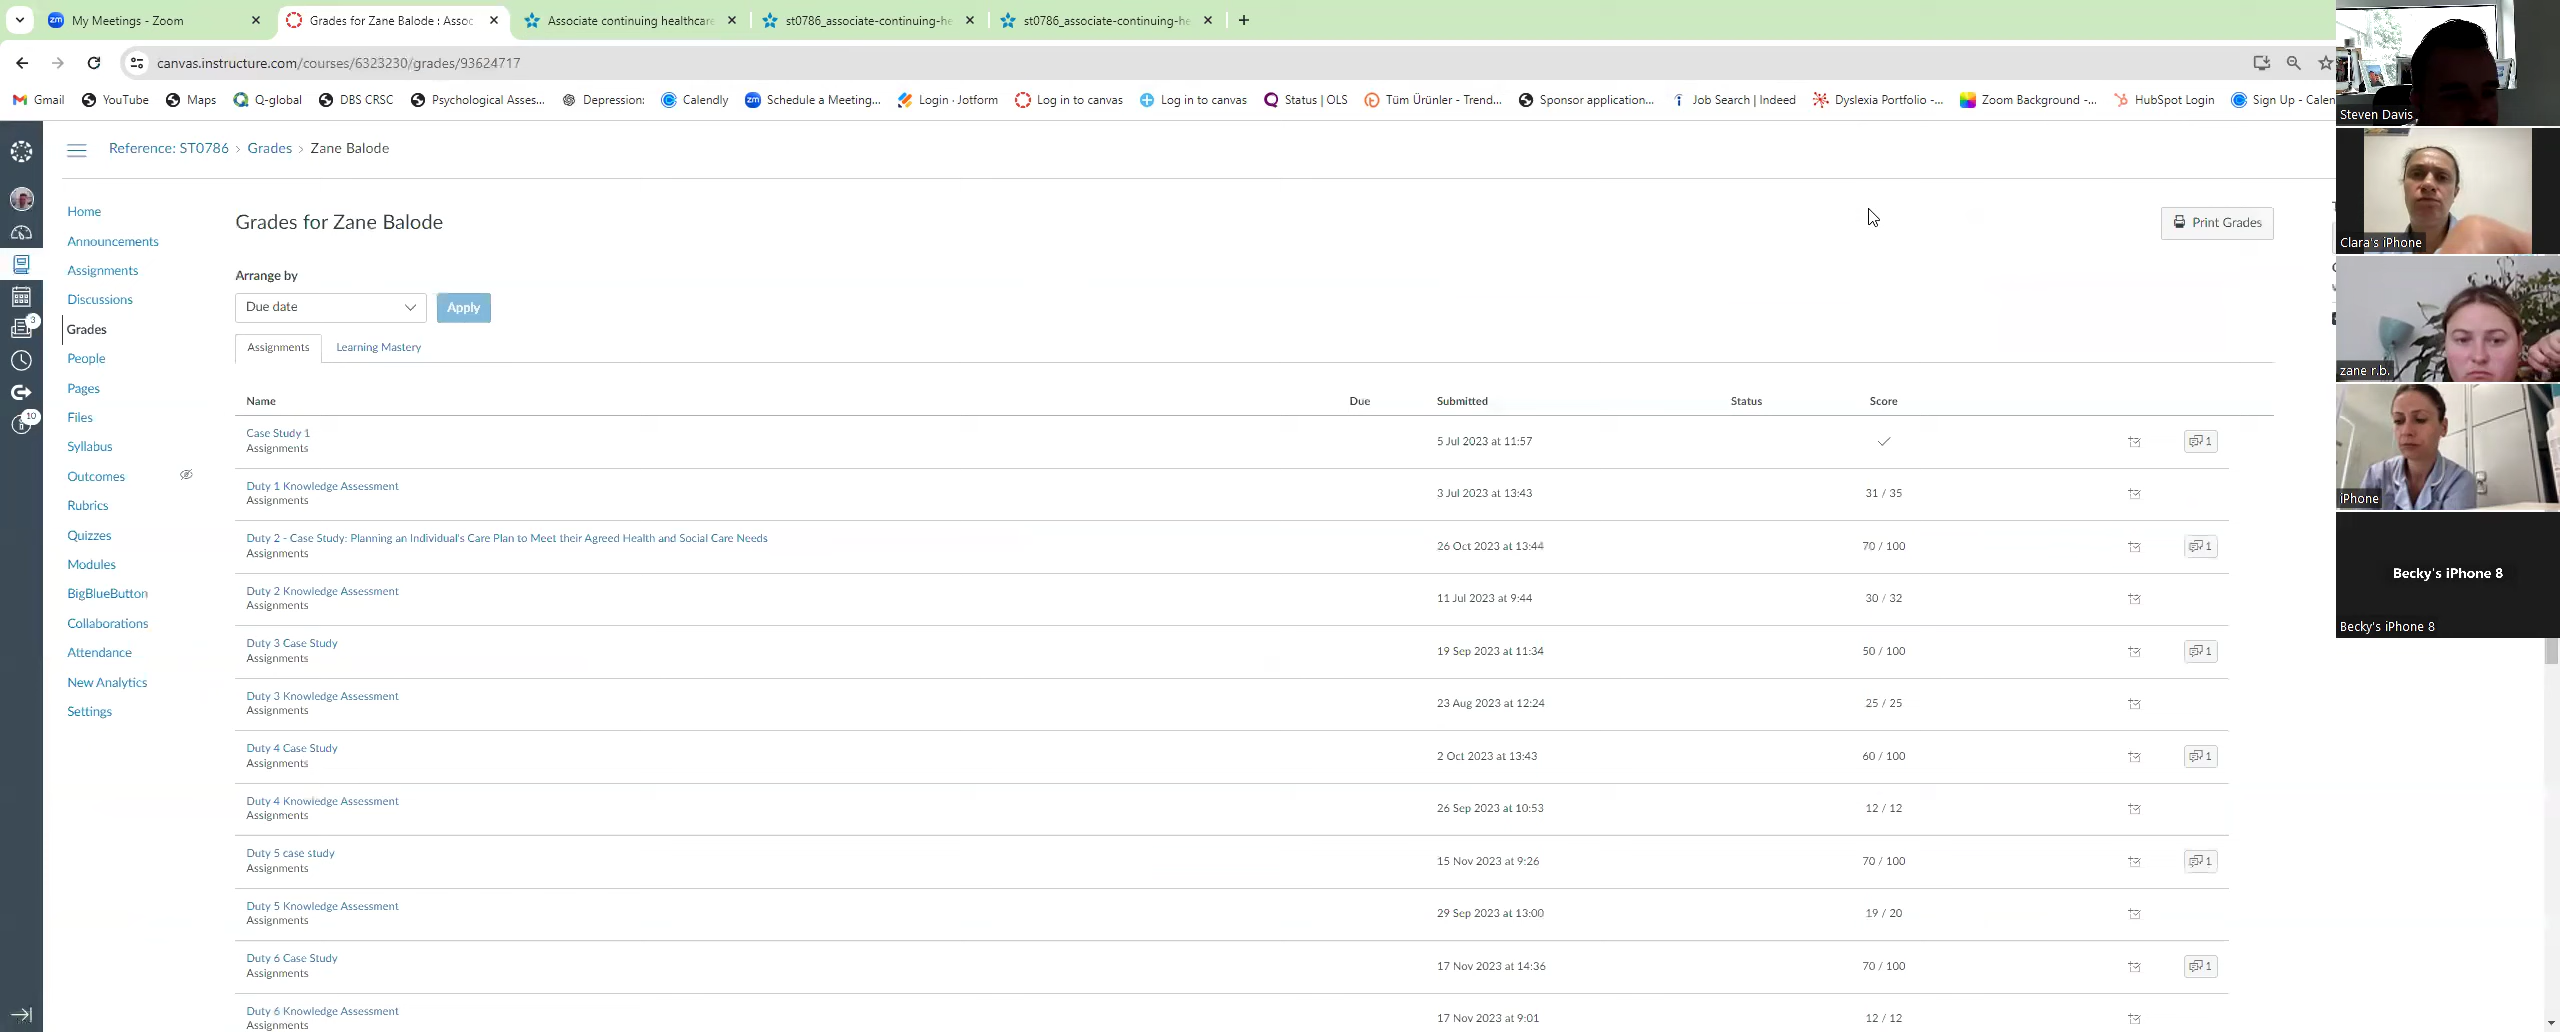 My Meetings - Zoom
Grades for Zane Balode : Assoc
Associate continuing healthcare
st0786_associate-continuing-he
st0786_associate-continuing-he
canvas.instructure.com/courses/6323230/grades/93624717
Gmail YouTube Maps Q-global DBS CRSC Psychological Asses... Depression: Calendly Schedule a Meeting... Login · Jotform Log in to canvas Log in to canvas Status | OLS Tüm Ürünler - Trend... Sponsor application... Job Search | Indeed Dyslexia Portfolio -... Zoom Background -... HubSpot Login Sign Up - Calen
Reference: ST0786 › Grades › Zane Balode
3
10
Home
Announcements
Assignments
Discussions
Grades
People
Pages
Files
Syllabus
Outcomes
Rubrics
Quizzes
Modules
BigBlueButton
Collaborations
Attendance
New Analytics
Settings
Grades for Zane Balode
Print Grades
Arrange by
Due date
Apply
Assignments Learning Mastery
Name Due Submitted Status Score
Case Study 1 5 Jul 2023 at 11:57 1
Assignments
Duty 1 Knowledge Assessment 3 Jul 2023 at 13:43 31 / 35
Assignments
Duty 2 - Case Study: Planning an Individual's Care Plan to Meet their Agreed Health and Social Care Needs 26 Oct 2023 at 13:44 70 / 100 1
Assignments
Duty 2 Knowledge Assessment 11 Jul 2023 at 9:44 30 / 32
Assignments
Duty 3 Case Study 19 Sep 2023 at 11:34 50 / 100 1
Assignments
Duty 3 Knowledge Assessment 23 Aug 2023 at 12:24 25 / 25
Assignments
Duty 4 Case Study 2 Oct 2023 at 13:43 60 / 100 1
Assignments
Duty 4 Knowledge Assessment 26 Sep 2023 at 10:53 12 / 12
Assignments
Duty 5 case study 15 Nov 2023 at 9:26 70 / 100 1
Assignments
Duty 5 Knowledge Assessment 29 Sep 2023 at 13:00 19 / 20
Assignments
Duty 6 Case Study 17 Nov 2023 at 14:36 70 / 100 1
Assignments
Duty 6 Knowledge Assessment 17 Nov 2023 at 9:01 12 / 12
Assignments
Steven Davis
Clara's iPhone
zane r.b.
iPhone
Becky's iPhone 8
Becky's iPhone 8